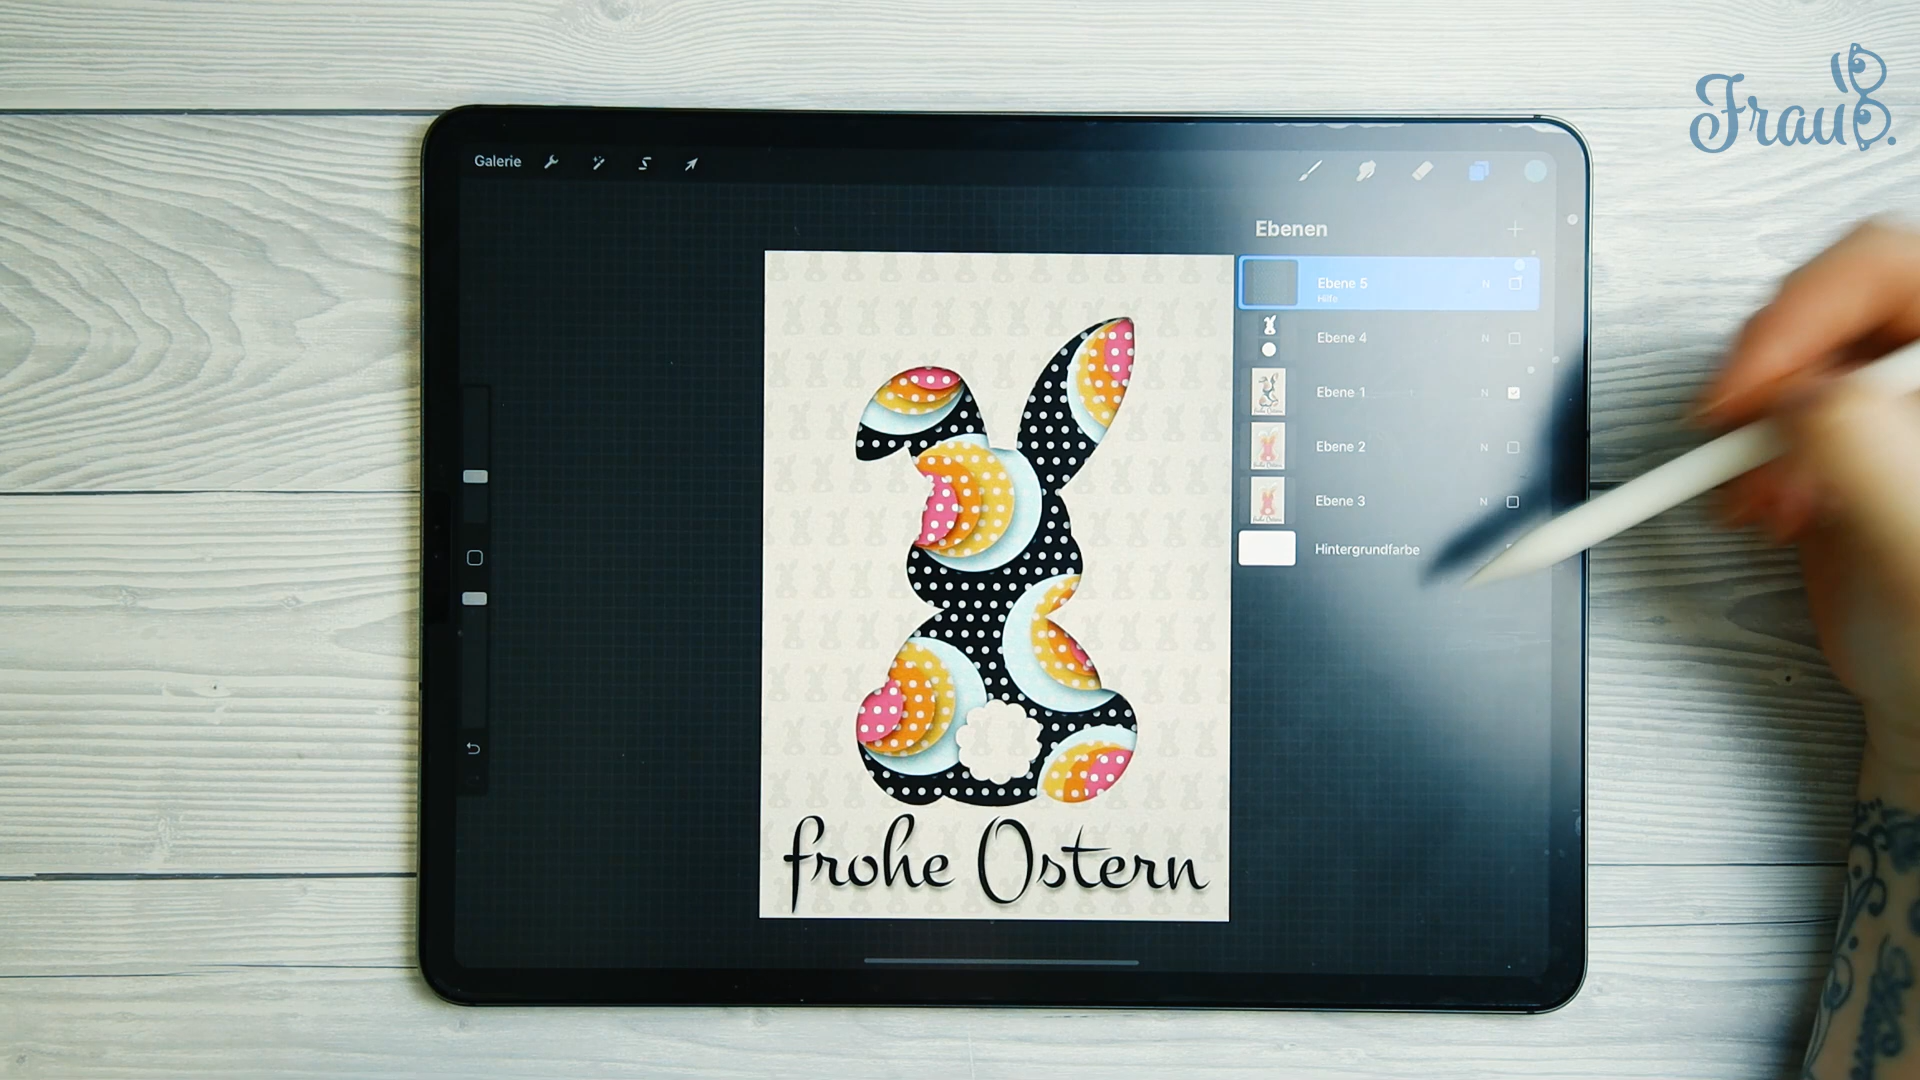 Frau B.
Galerie
Ebenen
Ebene 5
N
Hilfe
Ebene 4
N
Ebene 1
N
Ebene 2
N
Ebene 3
N
Hintergrundfarbe
frohe Ostern